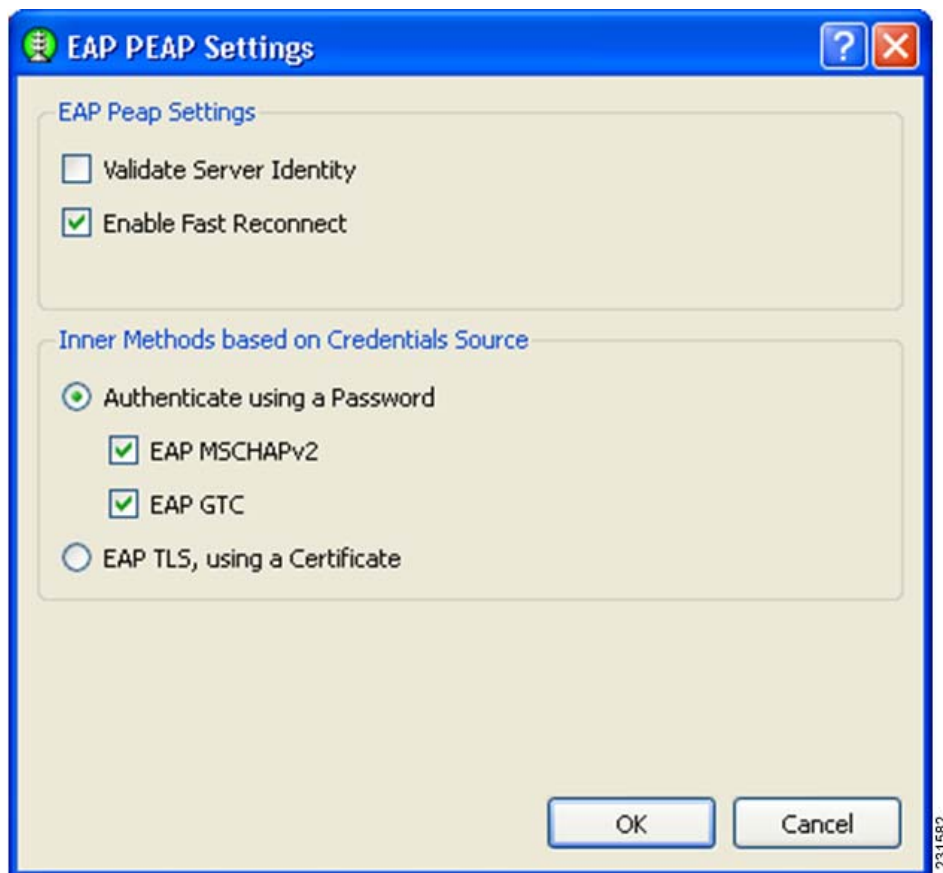 EAP PEAP Settings
EAP Peap Settings
Validate Server Identity
Enable Fast Reconnect
Inner Methods based on Credentials Source
Authenticate using a Password
EAP MSCHAPv2
EAP GTC
EAP TLS, using a Certificate
OK
Cancel
231582